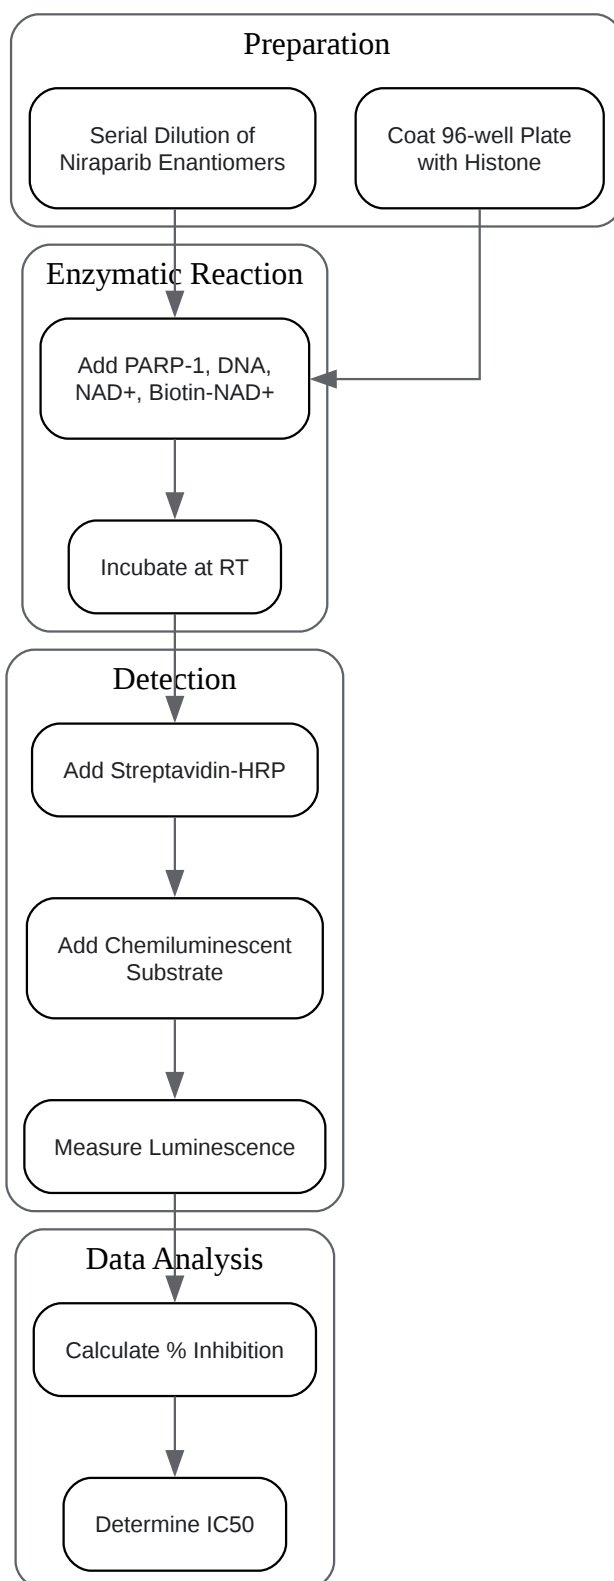 Preparation
Serial Dilution of
Niraparib Enantiomers
Coat 96-well Plate
with Histone
Enzymatic Reaction
Add PARP-1, DNA,
NAD+, Biotin-NAD+
Incubate at RT
Detection
Add Streptavidin-HRP
Add Chemiluminescent
Substrate
Measure Luminescence
Data Analysis
Calculate % Inhibition
Determine IC50